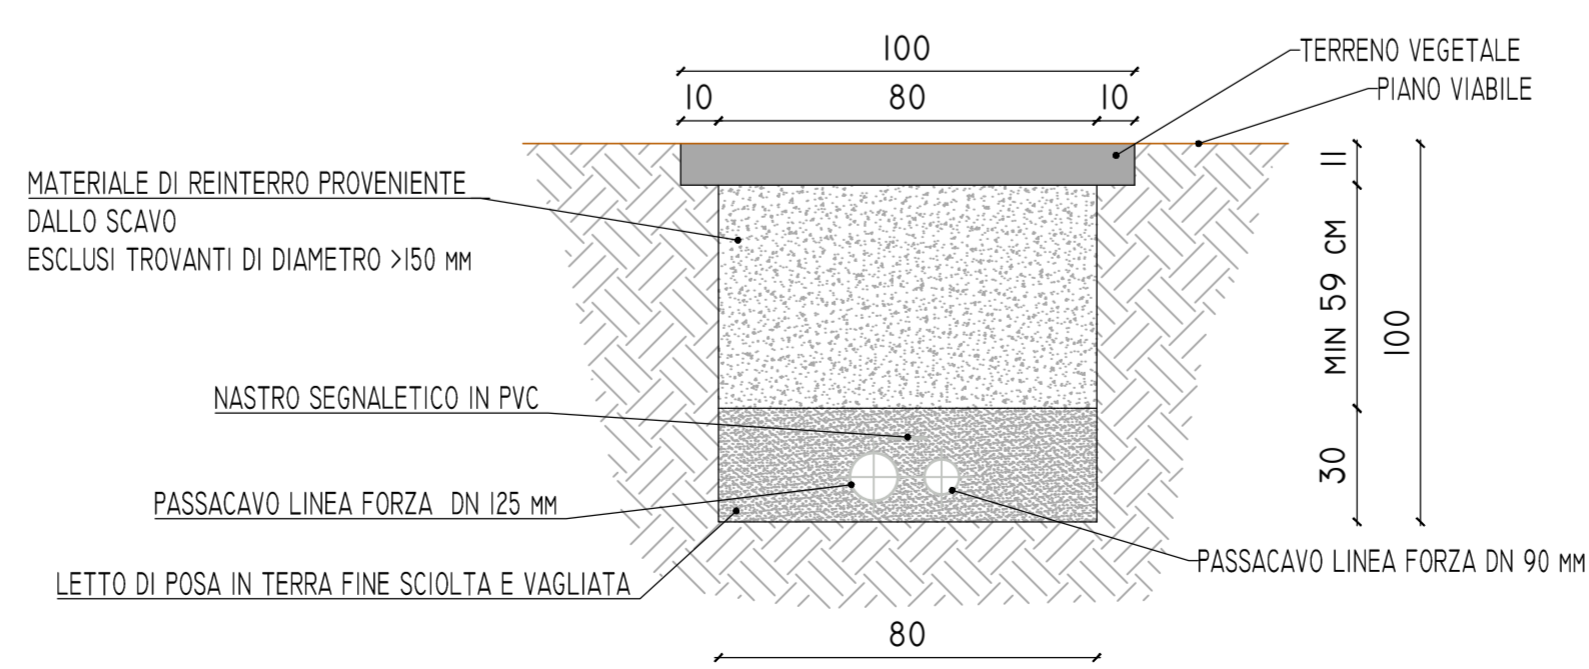 100
TERRENO VEGETALE
PIANO VIABILE
10 80 10
11
MATERIALE DI REINTERRO PROVENIENTE
DALLO SCAVO
ESCLUSI TROVANTI DI DIAMETRO >150 MM
MIN 59 CM
100
NASTRO SEGNALETICO IN PVC
30
PASSACAVO LINEA FORZA DN 125 MM
PASSACAVO LINEA FORZA DN 90 MM
LETTO DI POSA IN TERRA FINE SCIOLTA E VAGLIATA
80